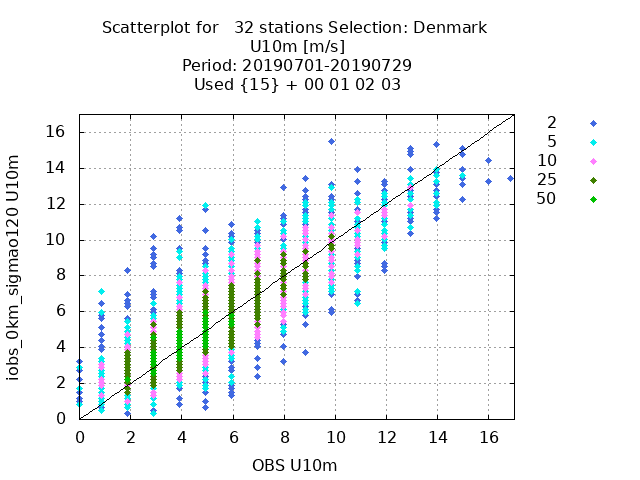 Scatterplot for   32 stations Selection: Denmark
U10m [m/s]
Period: 20190701-20190729
Used {15} + 00 01 02 03
iobs_0km_sigmao120 U10m
16
14
12
10
8
6
4
2
0
0 2 4 6 8 10 12 14 16
OBS U10m
2
5
10
25
50